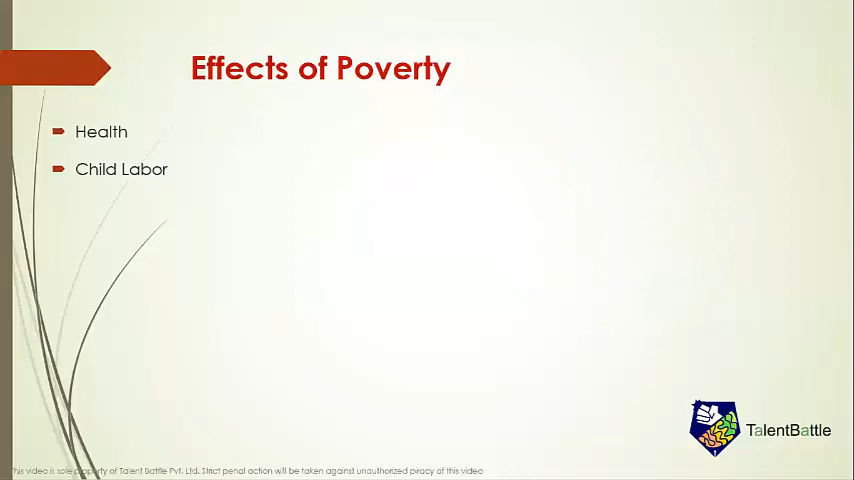 Effects of Poverty
Health
Child Labor
TalentBattle
This video is sole property of Talent Battle Pvt. Ltd. Strict penal action will be taken against unauthorized piracy of this video